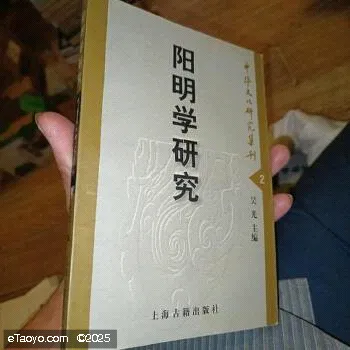 中华文化研究集刊
2
吴光 主编
阳明学研究
上海古籍出版社
eTaoyo.com ©2025